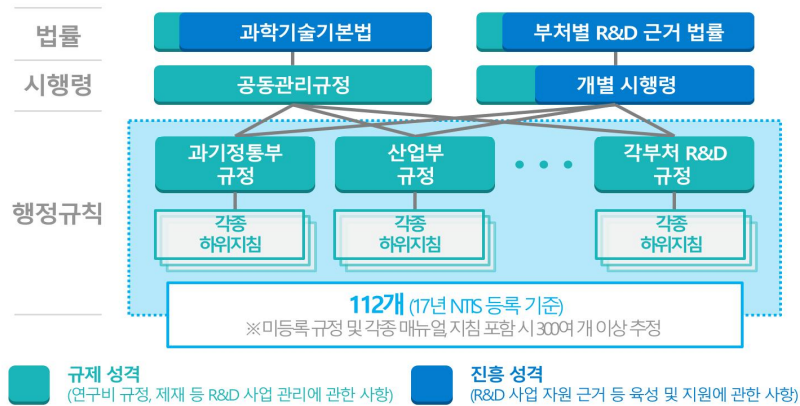 법률
과학기술기본법
부처별 R&D 근거 법률
시행령
공동관리규정
개별 시행령
행정규칙
과기정통부
규정
산업부
규정
각부처 R&D
규정
각종
하위지침
각종
하위지침
각종
하위지침
112개 (17년 NTIS 등록 기준)
※미등록 규정 및 각종 매뉴얼, 지침 포함 시 300여 개 이상 추정
규제 성격
(연구비 규정, 제재 등 R&D 사업 관리에 관한 사항)
진흥 성격
(R&D 사업 자원 근거 등 육성 및 지원에 관한 사항)